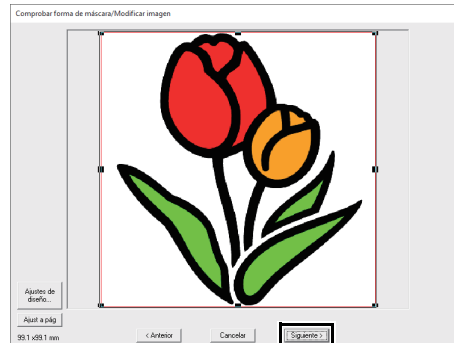 Comprobar forma de máscara/Modificar imagen
Ajustes de
diseño...
Ajust a pág
99.1 x99.1 mm
< Anterior
Cancelar
Siguiente >